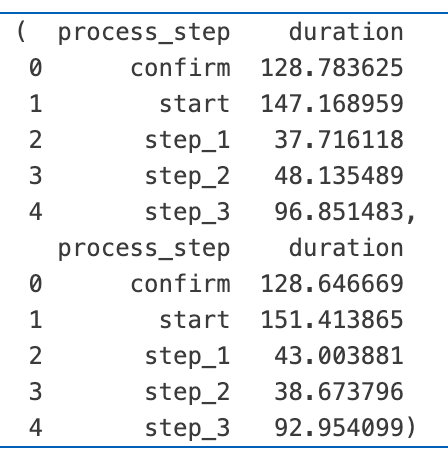 (  process_step    duration
 0      confirm  128.783625
 1        start  147.168959
 2       step_1   37.716118
 3       step_2   48.135489
 4       step_3   96.851483,
   process_step    duration
 0      confirm  128.646669
 1        start  151.413865
 2       step_1   43.003881
 3       step_2   38.673796
 4       step_3   92.954099)